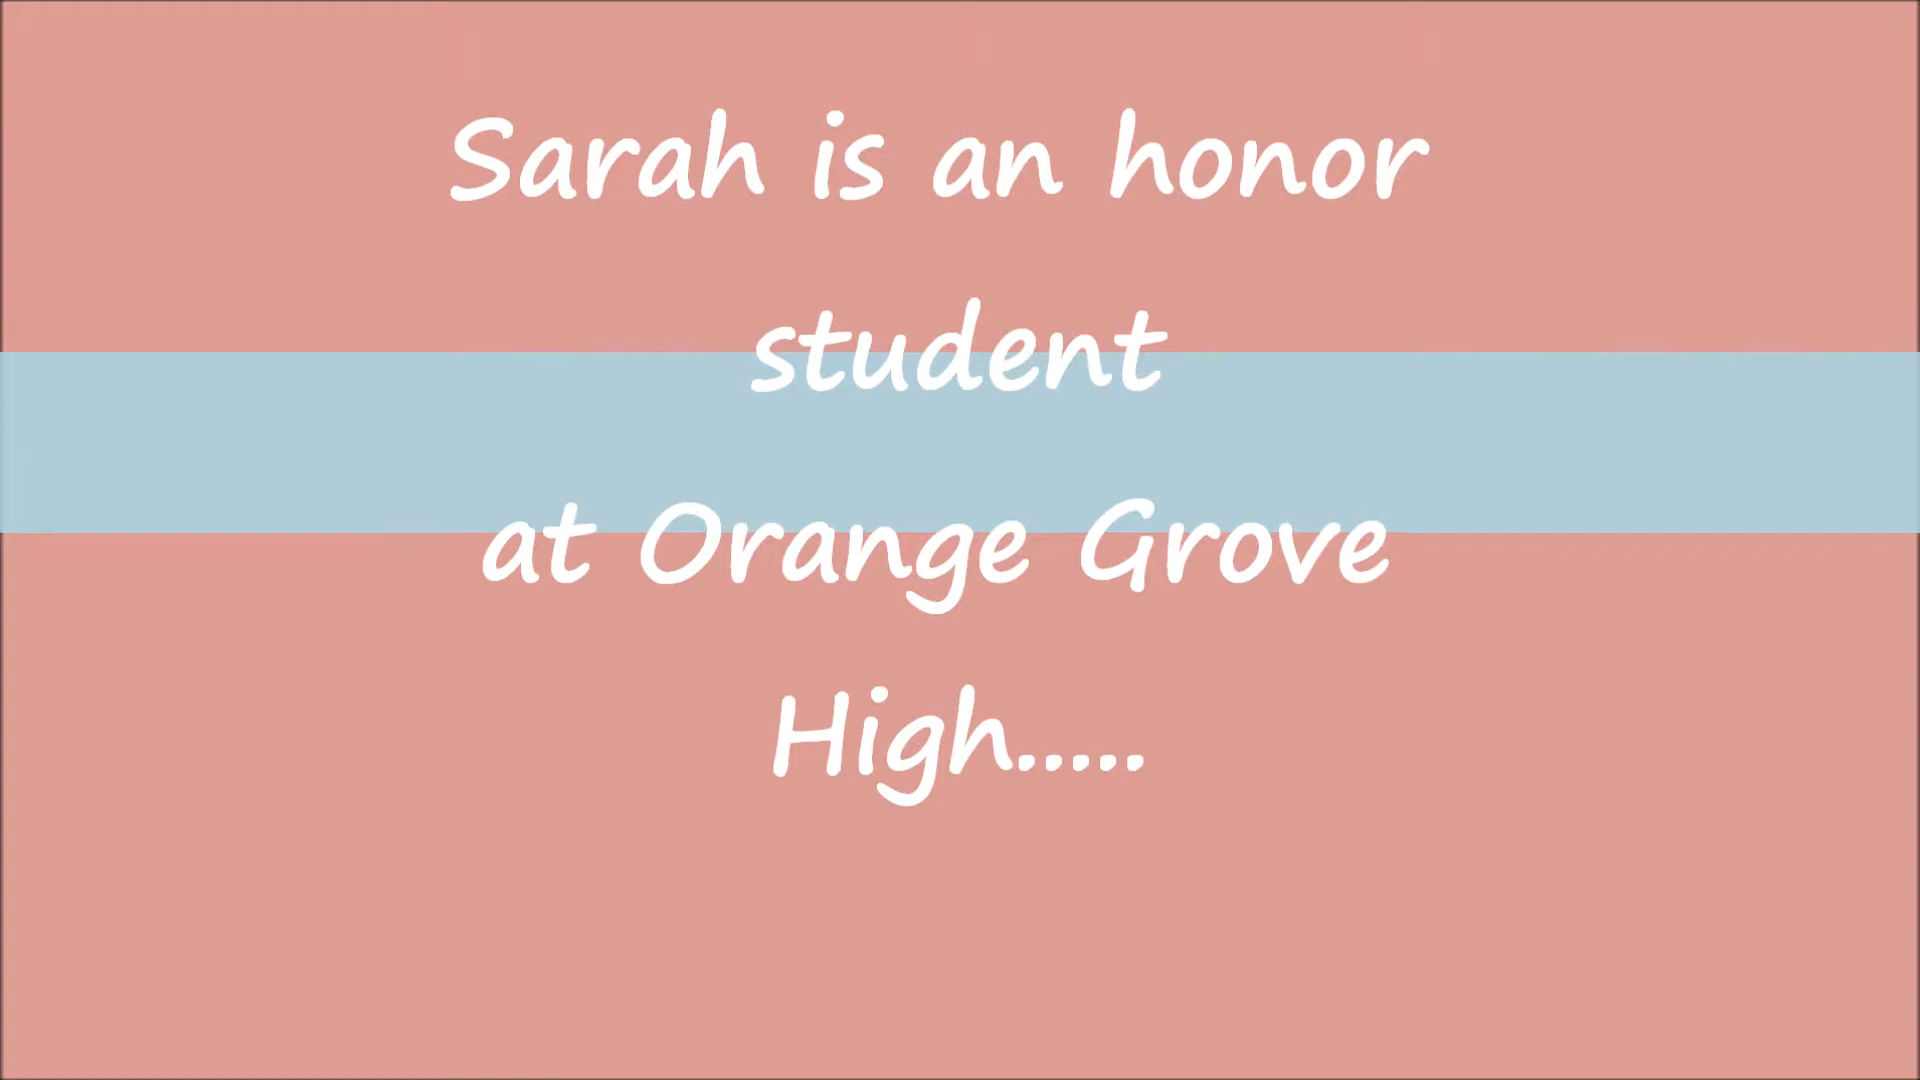 Sarah is an honor
student
at Orange Grove
High.....